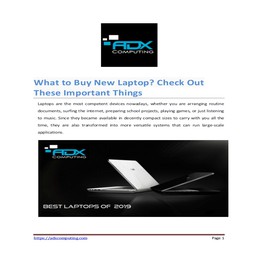 ADX
COMPUTING
What to Buy New Laptop? Check Out
These Important Things
Laptops are the most competent devices nowadays, whether you are arranging routine
documents, surfing the internet, preparing school projects, playing games, or just listening
to music. Since they became available in decently compact sizes to carry with you all the
time, they are also transformed into more versatile systems that can run large-scale
applications.
ADX
COMPUTING
BEST LAPTOPS OF 2019
https://adxcomputing.com
Page 1